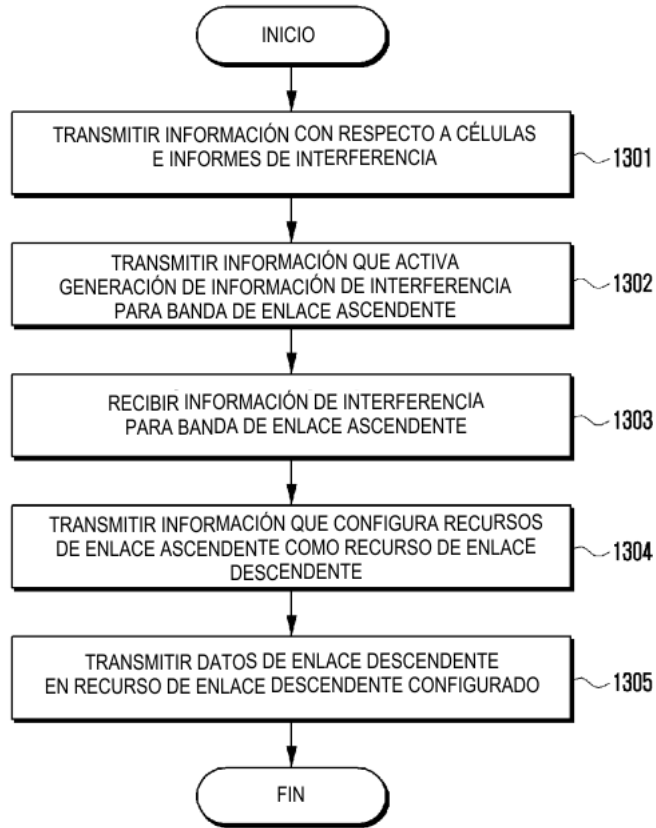 INICIO
TRANSMITIR INFORMACIÓN CON RESPECTO A CÉLULAS
E INFORMES DE INTERFERENCIA
1301
TRANSMITIR INFORMACIÓN QUE ACTIVA
GENERACIÓN DE INFORMACIÓN DE INTERFERENCIA
PARA BANDA DE ENLACE ASCENDENTE
1302
RECIBIR INFORMACIÓN DE INTERFERENCIA
PARA BANDA DE ENLACE ASCENDENTE
1303
TRANSMITIR INFORMACIÓN QUE CONFIGURA RECURSOS
DE ENLACE ASCENDENTE COMO RECURSO DE ENLACE
DESCENDENTE
1304
TRANSMITIR DATOS DE ENLACE DESCENDENTE
EN RECURSO DE ENLACE DESCENDENTE CONFIGURADO
1305
FIN